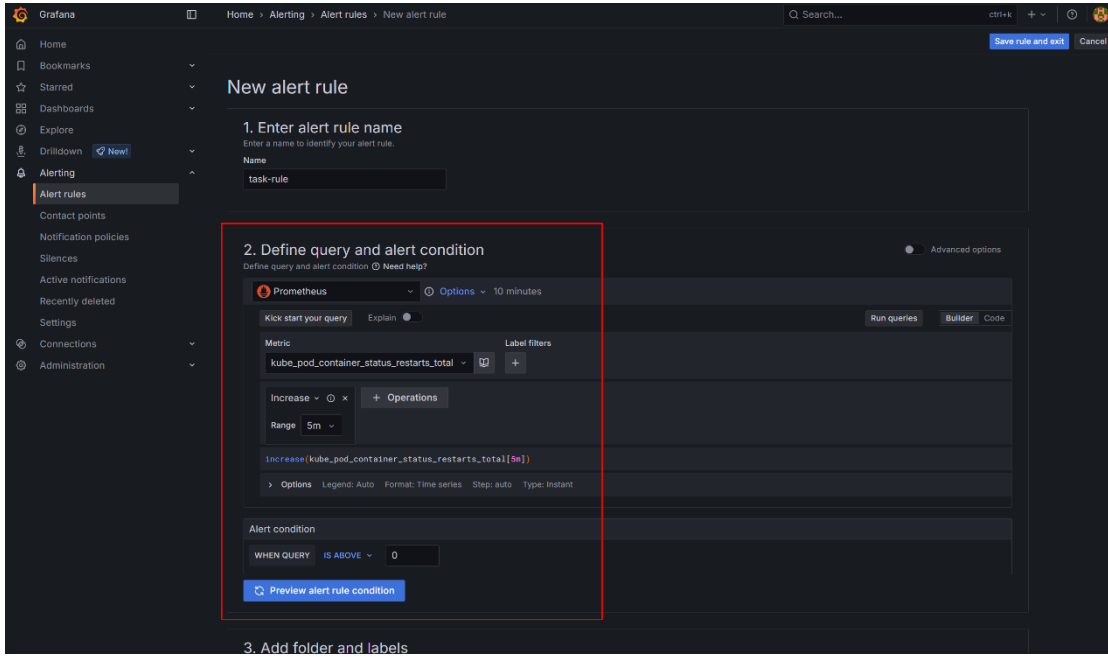 Grafana
Home > Alerting > Alert rules > New alert rule
Search...
ctrl+k
Save rule and exit
Cancel
Home
Bookmarks
Starred
Dashboards
Explore
Drilldown
New!
Alerting
Alert rules
Contact points
Notification policies
Silences
Active notifications
Recently deleted
Settings
Connections
Administration
New alert rule
1. Enter alert rule name
Enter a name to identify your alert rule.
Name
task-rule
2. Define query and alert condition
Advanced options
Define query and alert condition Need help?
Prometheus
Options 10 minutes
Kick start your query
Explain
Run queries
Builder Code
Metric
Label filters
kube_pod_container_status_restarts_total
+
Increase
+ Operations
Range 5m
increase(kube_pod_container_status_restarts_total[5m])
> Options Legend: Auto Format: Time series Step: auto Type: Instant
Alert condition
WHEN QUERY IS ABOVE 0
Preview alert rule condition
3. Add folder and labels